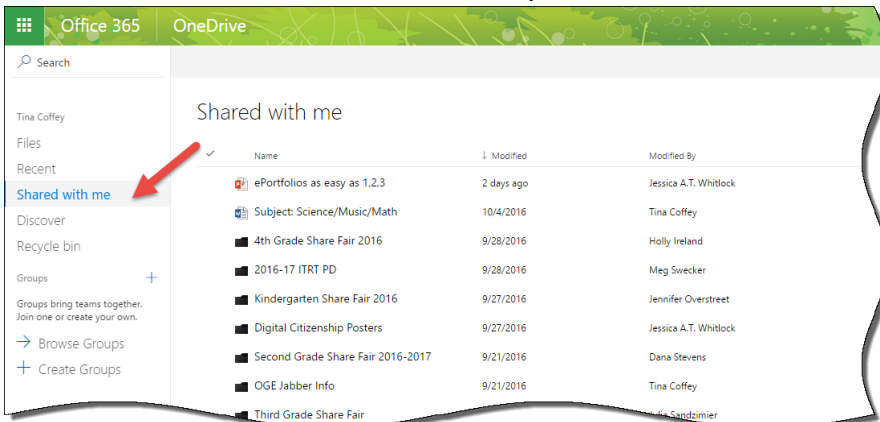 Office 365 OneDrive
Search
Tina Coffey
Files
Recent
Shared with me
Discover
Recycle bin
Groups +
Groups bring teams together.
Join one or create your own.
→ Browse Groups
+ Create Groups
Shared with me
✓ Name ↓ Modified Modified By
ePortfolios as easy as 1,2,3 2 days ago Jessica A.T. Whitlock
Subject: Science/Music/Math 10/4/2016 Tina Coffey
4th Grade Share Fair 2016 9/28/2016 Holly Ireland
2016-17 ITRT PD 9/28/2016 Meg Swecker
Kindergarten Share Fair 2016 9/27/2016 Jennifer Overstreet
Digital Citizenship Posters 9/27/2016 Jessica A.T. Whitlock
Second Grade Share Fair 2016-2017 9/21/2016 Dana Stevens
OGE Jabber Info 9/21/2016 Tina Coffey
Third Grade Share Fair Sandzimier